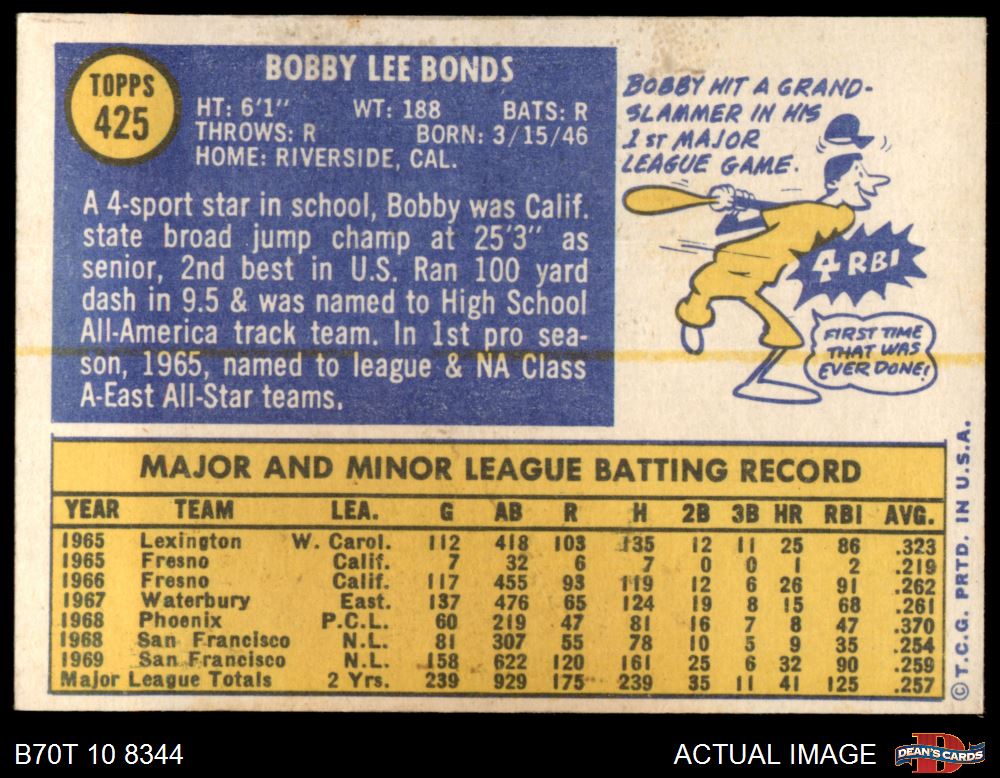 TOPPS
425
BOBBY LEE BONDS
HT: 6'1" WT: 188 BATS: R
THROWS: R BORN: 3/15/46
HOME: RIVERSIDE, CAL.
A 4-sport star in school, Bobby was Calif.
state broad jump champ at 25'3" as
senior, 2nd best in U.S. Ran 100 yard
dash in 9.5 & was named to High School
All-America track team. In 1st pro sea-
son, 1965, named to league & NA Class
A-East All-Star teams.
BOBBY HIT A GRAND-
SLAMMER IN HIS
1ST MAJOR
LEAGUE GAME.
4 RBI
FIRST TIME
THAT WAS
EVER DONE!
MAJOR AND MINOR LEAGUE BATTING RECORD
YEAR TEAM LEA. G AB R H 2B 3B HR RBI AVG.
1965 Lexington W. Carol. 112 418 103 135 12 11 25 86 .323
1965 Fresno Calif. 7 32 6 7 0 0 1 2 .219
1966 Fresno Calif. 117 455 93 119 12 6 26 91 .262
1967 Waterbury East. 137 476 65 124 19 8 15 68 .261
1968 Phoenix P.C.L. 60 219 47 81 16 7 8 47 .370
1968 San Francisco N.L. 81 307 55 78 10 5 9 35 .254
1969 San Francisco N.L. 158 622 120 161 25 6 32 90 .259
Major League Totals 2 Yrs. 239 929 175 239 35 11 41 125 .257
© T.C.G. PRTD. IN U.S.A.
B70T 10 8344
ACTUAL IMAGE
DEAN'S CARDS